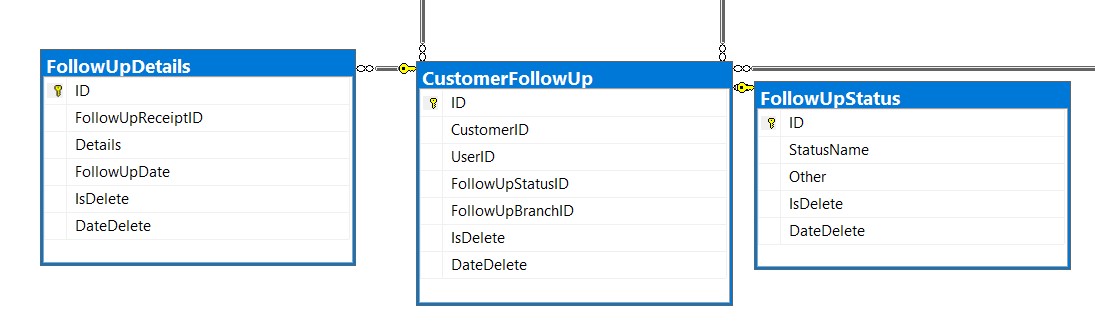 FollowUpDetails
ID
FollowUpReceiptID
Details
FollowUpDate
IsDelete
DateDelete
CustomerFollowUp
ID
CustomerID
UserID
FollowUpStatusID
FollowUpBranchID
IsDelete
DateDelete
FollowUpStatus
ID
StatusName
Other
IsDelete
DateDelete